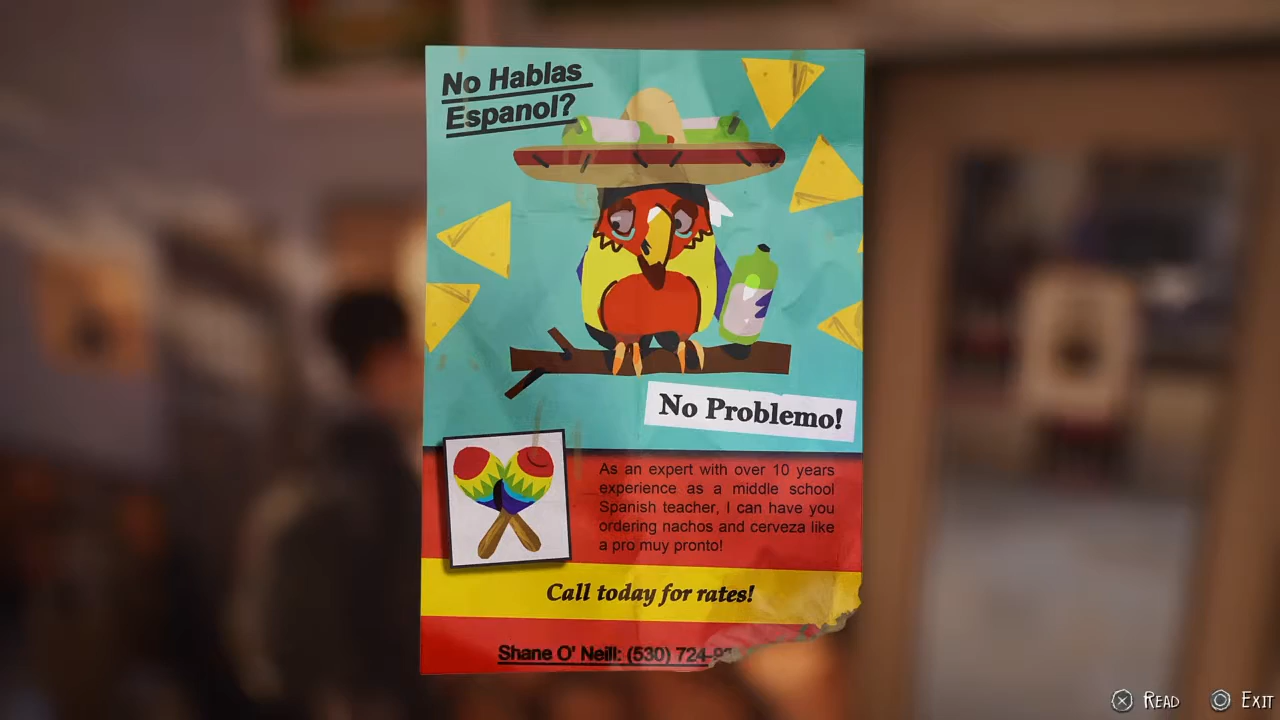 No Hablas
Espanol?
No Problemo!
As an expert with over 10 years
experience as a middle school
Spanish teacher, I can have you
ordering nachos and cerveza like
a pro muy pronto!
Call today for rates!
Shane O' Neill: (530) 724-9
READ
EXIT